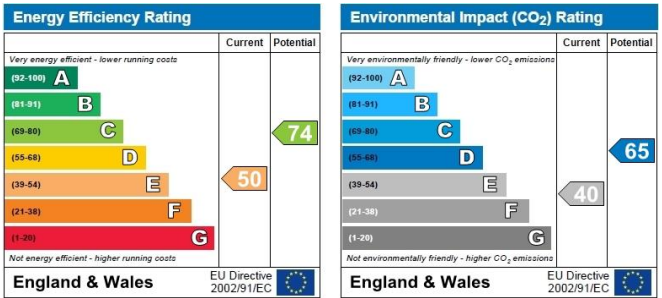 Energy Efficiency Rating
Current Potential
Very energy efficient - lower running costs
(92-100) A
(81-91) B
(69-80) C
(55-68) D
(39-54) E
(21-38) F
(1-20) G
50
74
Not energy efficient - higher running costs
England & Wales
EU Directive
2002/91/EC
Environmental Impact (CO₂) Rating
Current Potential
Very environmentally friendly - lower CO₂ emissions
(92-100) A
(81-91) B
(69-80) C
(55-68) D
(39-54) E
(21-38) F
(1-20) G
40
65
Not environmentally friendly - higher CO₂ emissions
England & Wales
EU Directive
2002/91/EC